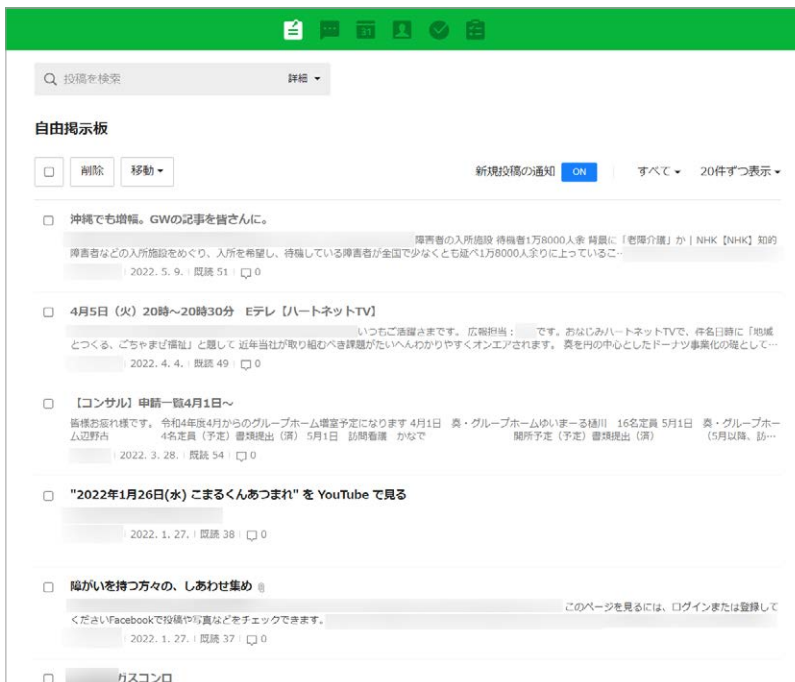 31
投稿を検索 詳細
自由掲示板
削除 移動 新規投稿の通知 ON すべて 20件ずつ表示
沖縄でも増幅。GWの記事を皆さんに。
障害者の入所施設 待機者1万8000人余 背景に「老障介護」か | NHK【NHK】知的
障害者などの入所施設をめぐり、入所を希望し、待機している障害者が全国で少なくとも延べ1万8000人余りに上っているこ…
2022. 5. 9. 既読 51 0
4月5日（火）20時～20時30分 Eテレ【ハートネットTV】
いつもご活躍さまです。 広報担当： です。おなじみハートネットTVで、件名日時に「地域
とつくる、ごちゃまぜ福祉」と題して 近年当社が取り組むべき課題がたいへんわかりやすくオンエアされます。 奏を円の中心としたドーナツ事業化の礎として…
2022. 4. 4. 既読 49 0
【コンサル】申請一覧4月1日～
皆様お疲れ様です。 令和4年度4月からのグループホーム増室予定になります 4月1日 奏・グループホームゆいまーる樋川 16名定員 5月1日 奏・グループホー
ム辺野古 4名定員（予定）書類提出（済） 5月1日 訪問看護 かなで 開所予定（予定）書類提出（済） （5月以降、訪…
2022. 3. 28. 既読 54 0
"2022年1月26日(水) こまるくんあつまれ" を YouTube で見る
2022. 1. 27. 既読 38 0
障がいを持つ方々の、しあわせ集め
このページを見るには、ログインまたは登録して
くださいFacebookで投稿や写真などをチェックできます。
2022. 1. 27. 既読 37 0
ガスコンロ